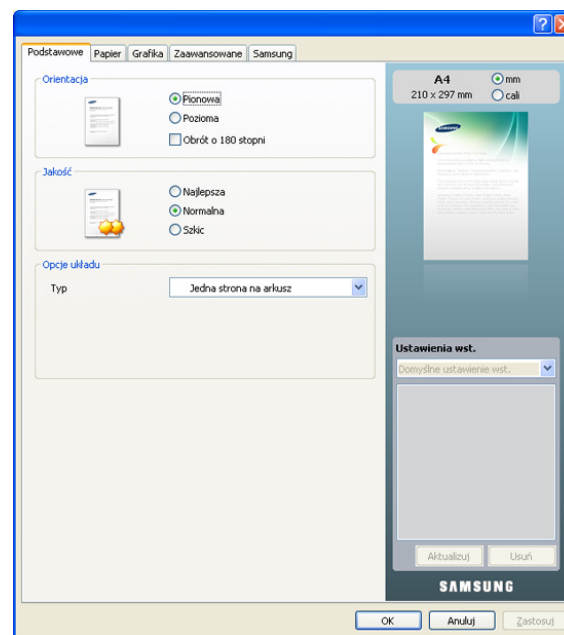 Podstawowe Papier Grafika Zaawansowane Samsung
Orientacja
Pionowa
Pozioma
Obrót o 180 stopni
Jakość
Najlepsza
Normalna
Szkic
Opcje układu
Typ Jedna strona na arkusz
A4
210 x 297 mm
mm
cali
SAMSUNG
Ustawienia wst.
Domyślne ustawienie wst.
Aktualizuj Usuń
SAMSUNG
OK Anuluj Zastosuj